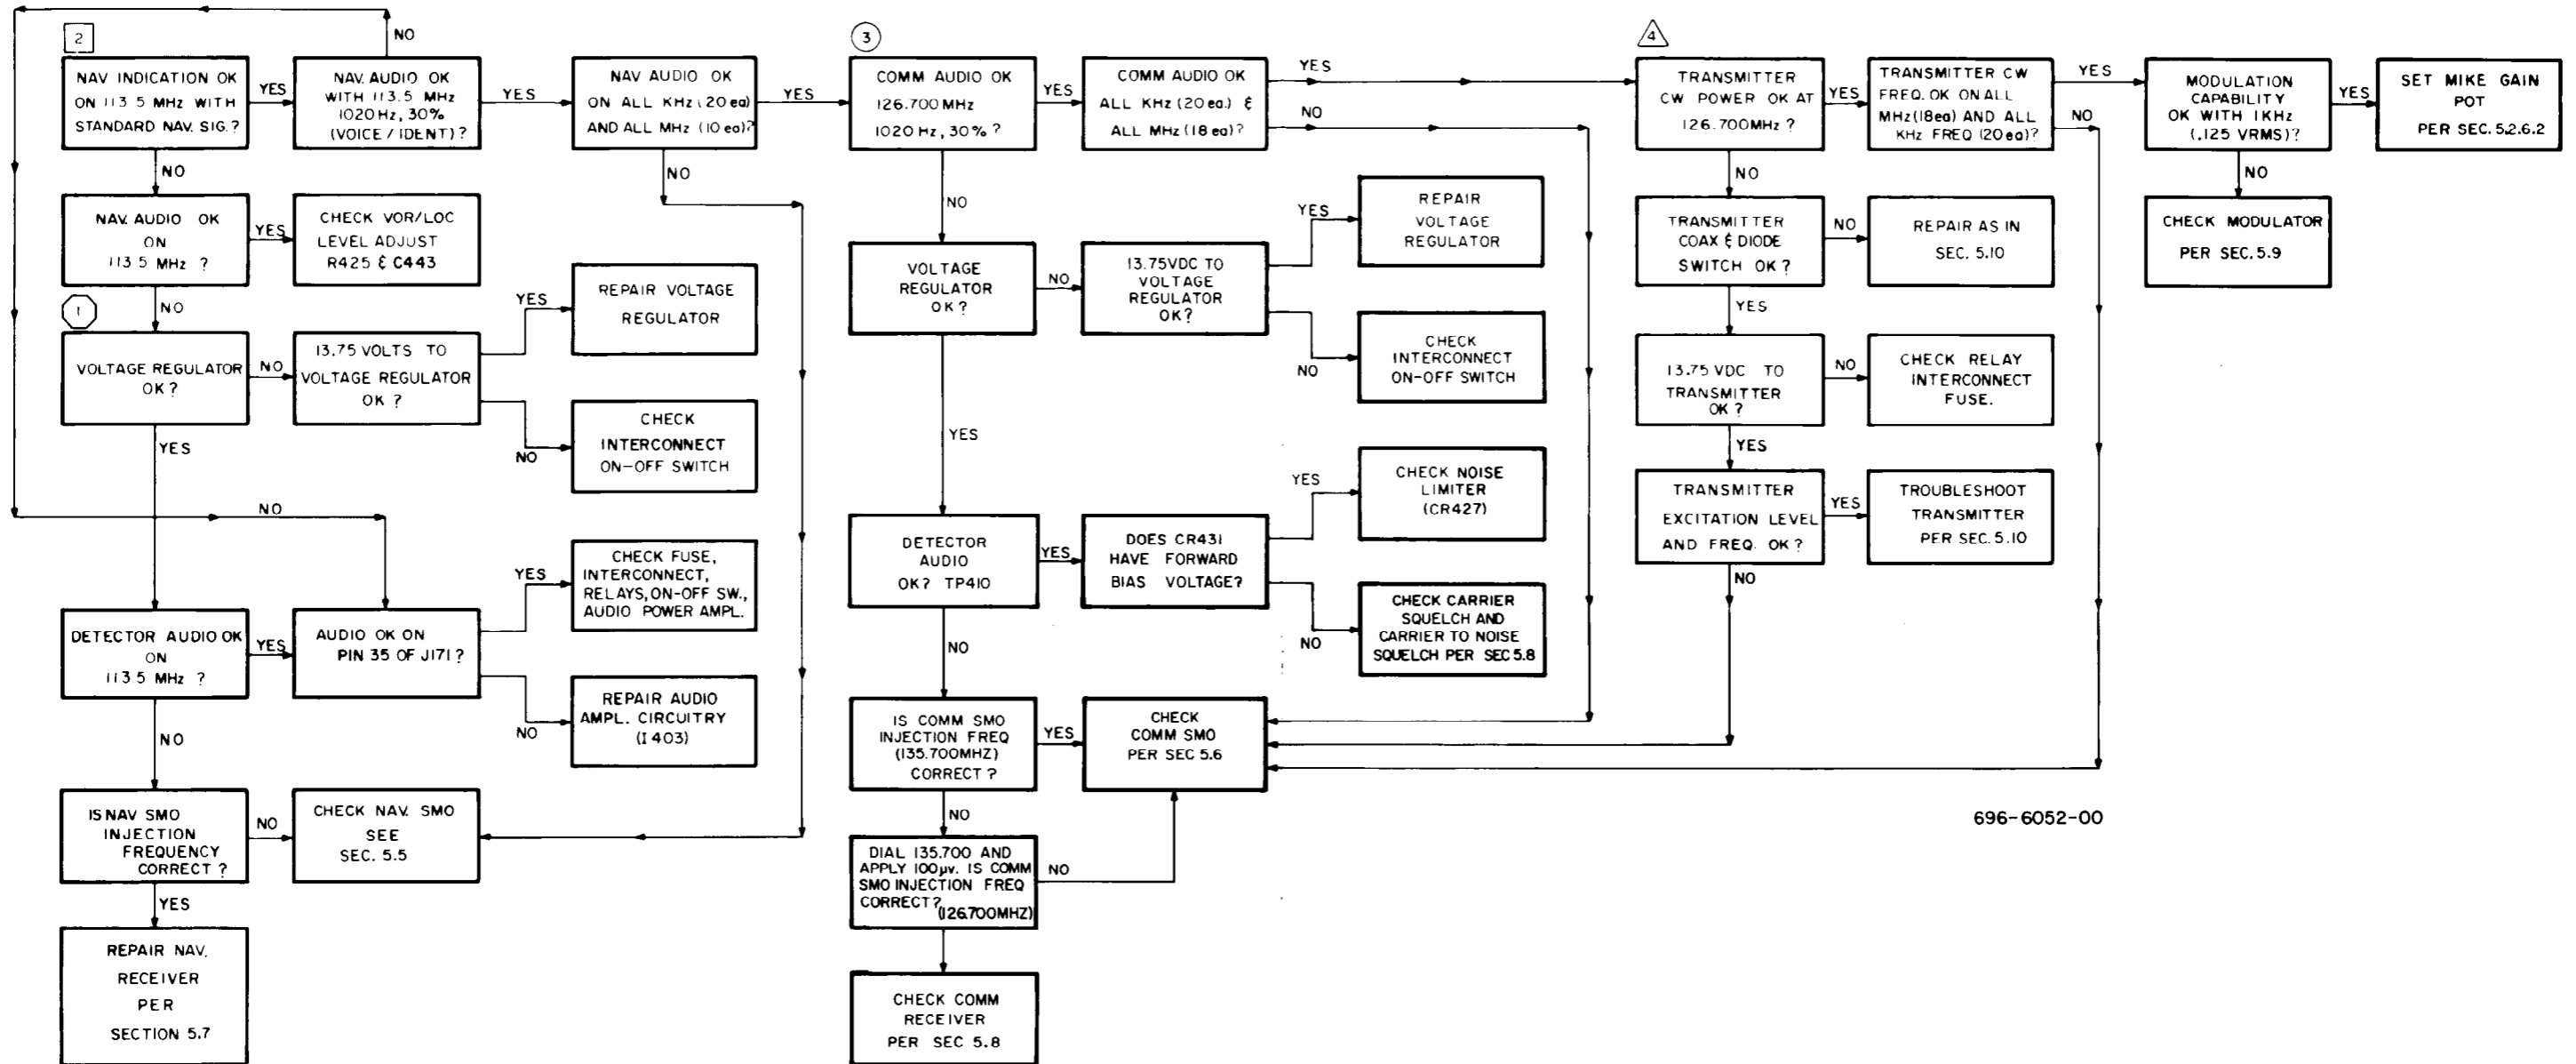 2
NAV INDICATION OK
ON 113.5 MHz WITH
STANDARD NAV. SIG.?
YES
NO
NAV. AUDIO OK
WITH 113.5 MHz
1020 Hz, 30%
(VOICE / IDENT)?
NO
YES
NAV AUDIO OK
ON ALL KHz (20 ea)
AND ALL MHz (10 ea)?
YES
NO
NAV. AUDIO OK
ON
113.5 MHz ?
YES
NO
CHECK VOR/LOC
LEVEL ADJUST
R425 & C443
1
VOLTAGE REGULATOR
OK?
NO
YES
13.75 VOLTS TO
VOLTAGE REGULATOR
OK ?
YES
NO
REPAIR VOLTAGE
REGULATOR
CHECK
INTERCONNECT
ON-OFF SWITCH
NO
DETECTOR AUDIO OK
ON
113.5 MHz ?
YES
NO
AUDIO OK ON
PIN 35 OF J171 ?
YES
NO
CHECK FUSE,
INTERCONNECT,
RELAYS, ON-OFF SW.,
AUDIO POWER AMPL.
REPAIR AUDIO
AMPL. CIRCUITRY
(I 403)
IS NAV SMO
INJECTION
FREQUENCY
CORRECT ?
NO
YES
CHECK NAV. SMO
SEE
SEC. 5.5
REPAIR NAV.
RECEIVER
PER
SECTION 5.7
3
COMM AUDIO OK
126.700 MHz
1020 Hz, 30% ?
YES
NO
COMM AUDIO OK
ALL KHz (20 ea.) &
ALL MHz (18 ea)?
YES
NO
VOLTAGE
REGULATOR
OK?
NO
YES
13.75VDC TO
VOLTAGE
REGULATOR
OK?
YES
NO
REPAIR
VOLTAGE
REGULATOR
CHECK
INTERCONNECT
ON-OFF SWITCH
DETECTOR
AUDIO
OK? TP410
YES
NO
DOES CR431
HAVE FORWARD
BIAS VOLTAGE?
YES
NO
CHECK NOISE
LIMITER
(CR427)
CHECK CARRIER
SQUELCH AND
CARRIER TO NOISE
SQUELCH PER SEC 5.8
IS COMM SMO
INJECTION FREQ
(135.700MHZ)
CORRECT ?
YES
NO
CHECK
COMM SMO
PER SEC 5.6
DIAL 135.700 AND
APPLY 100µv. IS COMM
SMO INJECTION FREQ
CORRECT?
(126.700MHZ)
NO
CHECK COMM
RECEIVER
PER SEC 5.8
4
TRANSMITTER
CW POWER OK AT
126.700MHz ?
YES
NO
TRANSMITTER CW
FREQ. OK ON ALL
MHz (18ea) AND ALL
KHz FREQ (20 ea)?
YES
NO
MODULATION
CAPABILITY
OK WITH 1KHz
(.125 VRMS)?
YES
NO
SET MIKE GAIN
POT
PER SEC. 5.2.6.2
CHECK MODULATOR
PER SEC. 5.9
TRANSMITTER
COAX & DIODE
SWITCH OK ?
NO
YES
REPAIR AS IN
SEC. 5.10
13.75 VDC TO
TRANSMITTER
OK ?
NO
YES
CHECK RELAY
INTERCONNECT
FUSE.
TRANSMITTER
EXCITATION LEVEL
AND FREQ. OK ?
YES
NO
TROUBLESHOOT
TRANSMITTER
PER SEC. 5.10
696-6052-00